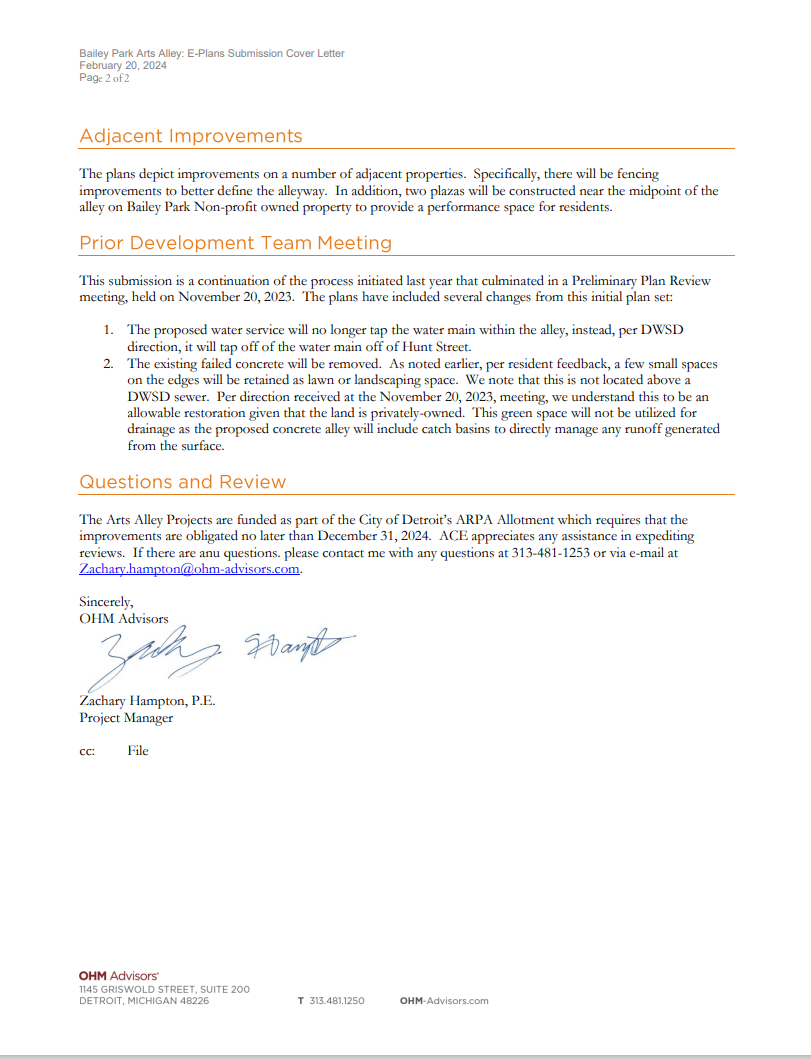 Bailey Park Arts Alley: E-Plans Submission Cover Letter
February 20, 2024
Page 2 of 2
Adjacent Improvements
The plans depict improvements on a number of adjacent properties. Specifically, there will be fencing
improvements to better define the alleyway. In addition, two plazas will be constructed near the midpoint of the
alley on Bailey Park Non-profit owned property to provide a performance space for residents.
Prior Development Team Meeting
This submission is a continuation of the process initiated last year that culminated in a Preliminary Plan Review
meeting, held on November 20, 2023. The plans have included several changes from this initial plan set:
1. The proposed water service will no longer tap the water main within the alley, instead, per DWSD
direction, it will tap off of the water main off of Hunt Street.
2. The existing failed concrete will be removed. As noted earlier, per resident feedback, a few small spaces
on the edges will be retained as lawn or landscaping space. We note that this is not located above a
DWSD sewer. Per direction received at the November 20, 2023, meeting, we understand this to be an
allowable restoration given that the land is privately-owned. This green space will not be utilized for
drainage as the proposed concrete alley will include catch basins to directly manage any runoff generated
from the surface.
Questions and Review
The Arts Alley Projects are funded as part of the City of Detroit's ARPA Allotment which requires that the
improvements are obligated no later than December 31, 2024. ACE appreciates any assistance in expediting
reviews. If there are anu questions. please contact me with any questions at 313-481-1253 or via e-mail at
Zachary.hampton@ohm-advisors.com.
Sincerely,
OHM Advisors
Zachary Hampton
Zachary Hampton, P.E.
Project Manager
cc: File
OHM Advisors®
1145 GRISWOLD STREET, SUITE 200
DETROIT, MICHIGAN 48226 T 313.481.1250 OHM-Advisors.com